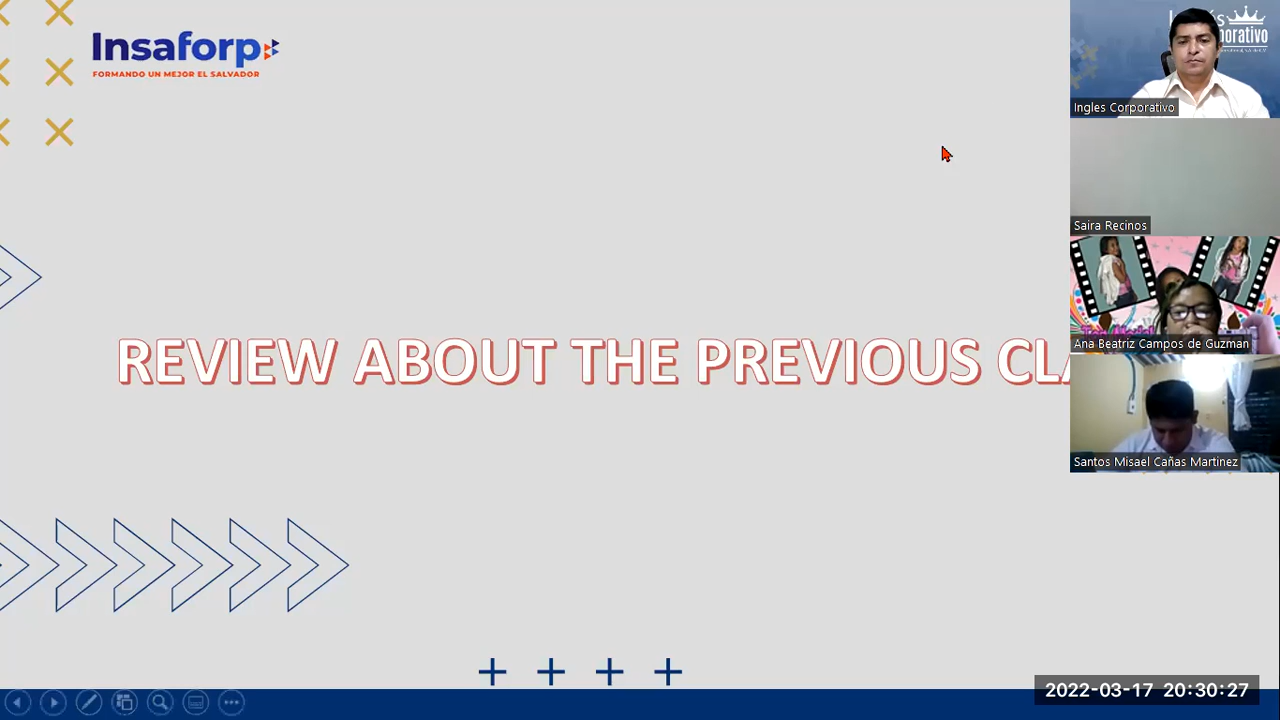 Insaforp
FORMANDO UN MEJOR EL SALVADOR
REVIEW ABOUT THE PREVIOUS CL
Ingles Corporativo
Saira Recinos
Ana Beatriz Campos de Guzman
Santos Misael Cañas Martinez
2022-03-17 20:30:27